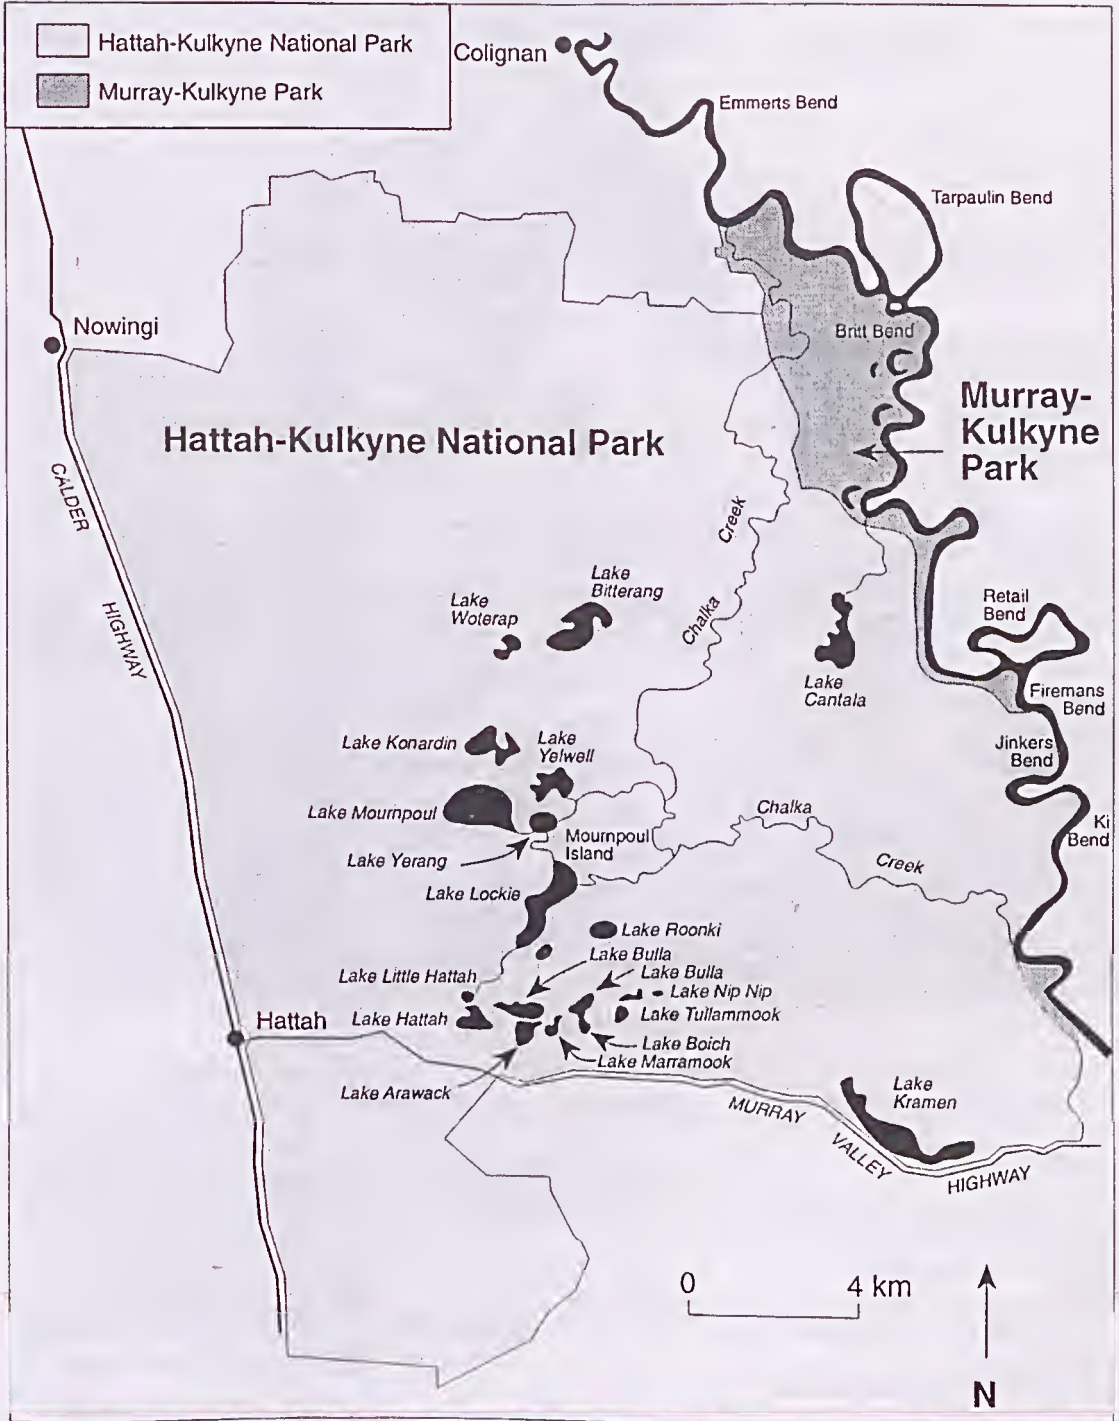 Hattah-Kulkyne National Park
Murray-Kulkyne Park
Colignan
Emmerts Bend
Tarpaulin Bend
Nowingi
Britt Bend
Murray-
Kulkyne
Park
Hattah-Kulkyne National Park
CALDER
HIGHWAY
Creek
Chalka
Lake
Bitterang
Lake
Woterap
Retail
Bend
Lake
Cantala
Firemans
Bend
Jinkers
Bend
Lake Konardin
Lake
Yelwell
Lake Mournpoul
Chalka
Creek
Ki
Bend
Mournpoul
Island
Lake Yerang
Lake Lockie
Lake Roonki
Lake Bulla
Lake Bulla
Lake Little Hattah
Lake Nip Nip
Hattah
Lake Hattah
Lake Tullammook
Lake Boich
Lake Marramook
Lake Arawack
Lake
Kramen
MURRAY
VALLEY
HIGHWAY
0 4 km
N